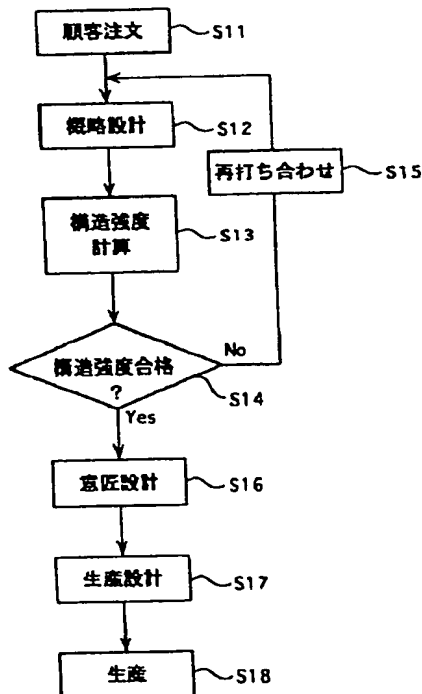 顧客注文 S11
概略設計 S12
再打ち合わせ S15
構造強度
計算 S13
構造強度合格
? S14
No
Yes
意匠設計 S16
生産設計 S17
生産 S18